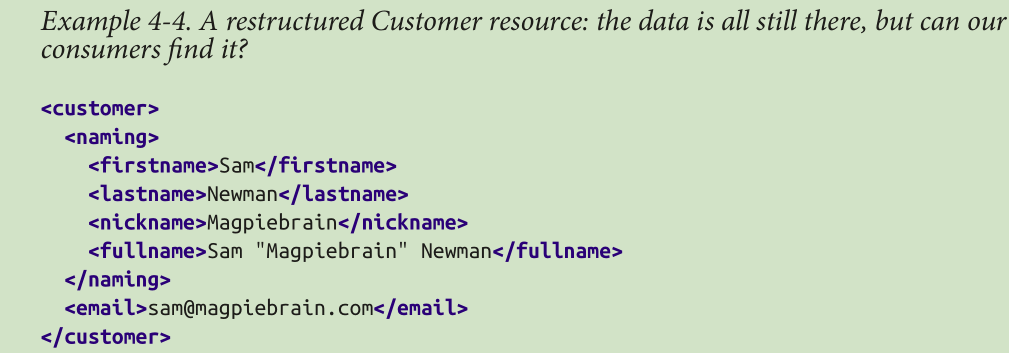 Example 4-4. A restructured Customer resource: the data is all still there, but can our
consumers find it?
<customer>
  <naming>
    <firstname>Sam</firstname>
    <lastname>Newman</lastname>
    <nickname>Magpiebrain</nickname>
    <fullname>Sam "Magpiebrain" Newman</fullname>
  </naming>
  <email>sam@magpiebrain.com</email>
</customer>